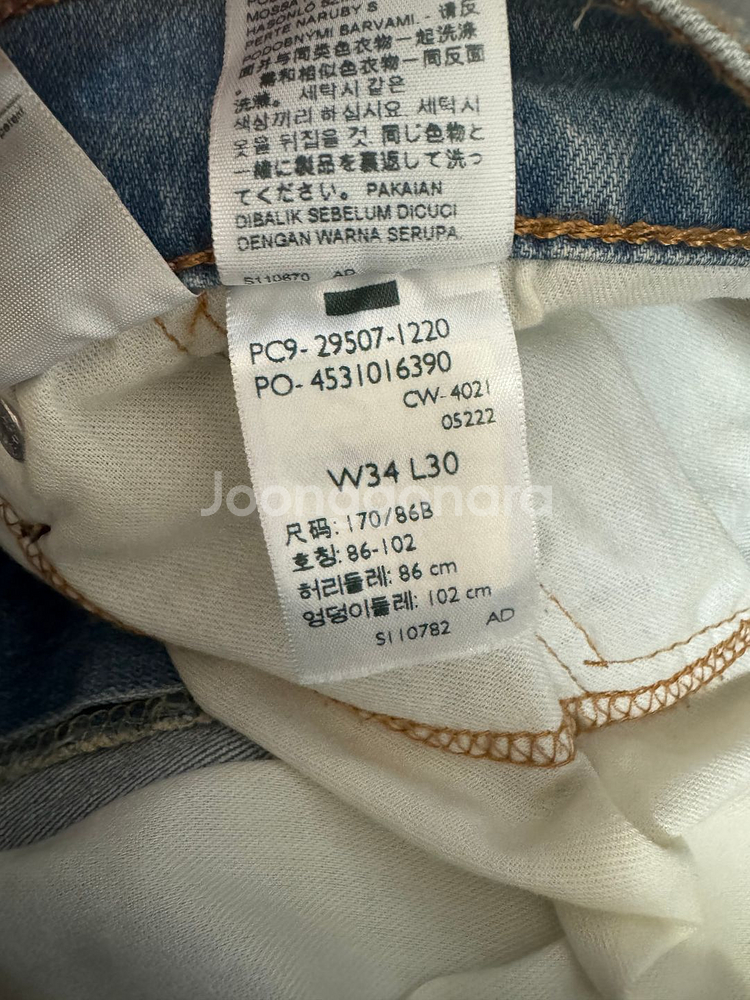 MOSSA
HASONLÓ
PERTE NARUBY S
PODOBNYMI BARVAMI. · 请反
面并与同类色衣物一起洗涤
。 需和相似色衣物一同反面
洗滌。 세탁시 같은
색상끼리 하십시요. 세탁시
옷을 뒤집을 것 同じ色物と
一緒に製品を裏返して洗っ
てください。 PAKAIAN
DIBALIK SEBELUM DICUCI
DENGAN WARNA SERUPA.
S110670 AD
PC9- 29507-1220
PO- 4531016390
CW- 4021
05222
W34 L30
Joongonara
尺码: 170/86B
호칭: 86-102
허리둘레: 86 cm
엉덩이둘레: 102 cm
S110782 AD